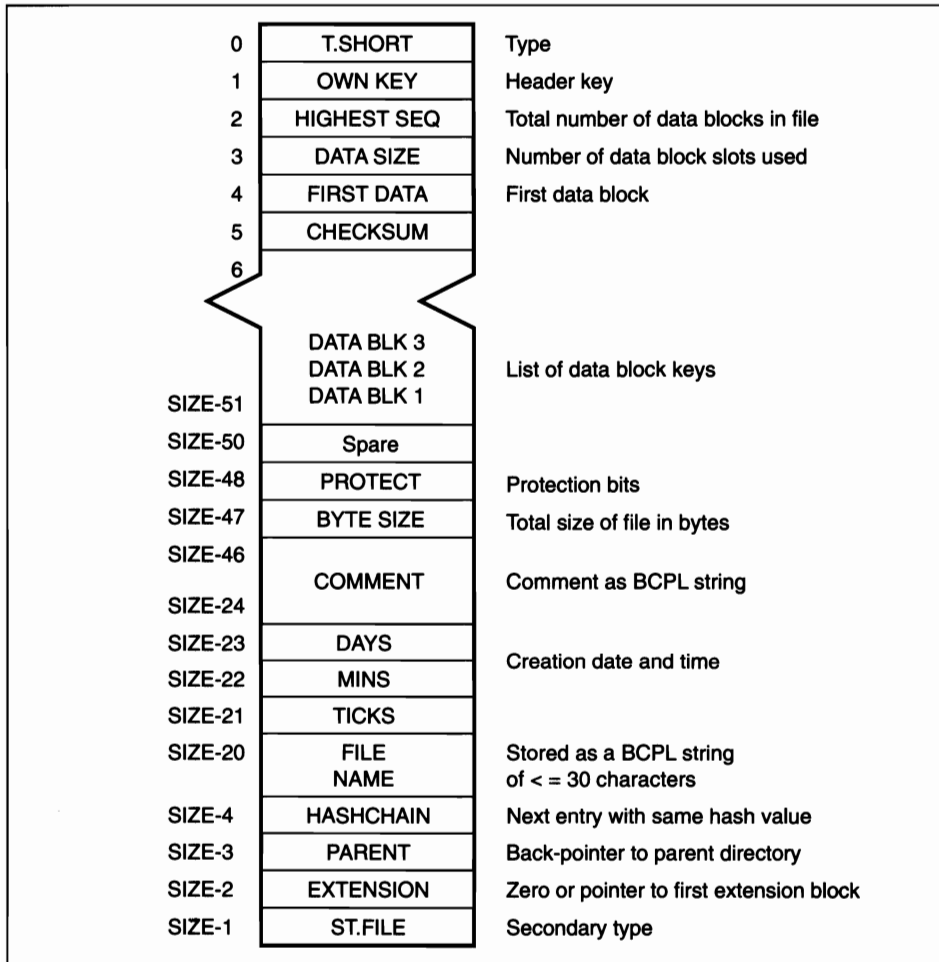 0 T.SHORT Type
1 OWN KEY Header key
2 HIGHEST SEQ Total number of data blocks in file
3 DATA SIZE Number of data block slots used
4 FIRST DATA First data block
5 CHECKSUM
6
DATA BLK 3
DATA BLK 2 List of data block keys
DATA BLK 1
SIZE-51
SIZE-50 Spare
SIZE-48 PROTECT Protection bits
SIZE-47 BYTE SIZE Total size of file in bytes
SIZE-46
COMMENT Comment as BCPL string
SIZE-24
SIZE-23 DAYS
Creation date and time
SIZE-22 MINS
SIZE-21 TICKS
SIZE-20 FILE Stored as a BCPL string
NAME of < = 30 characters
SIZE-4 HASHCHAIN Next entry with same hash value
SIZE-3 PARENT Back-pointer to parent directory
SIZE-2 EXTENSION Zero or pointer to first extension block
SIZE-1 ST.FILE Secondary type